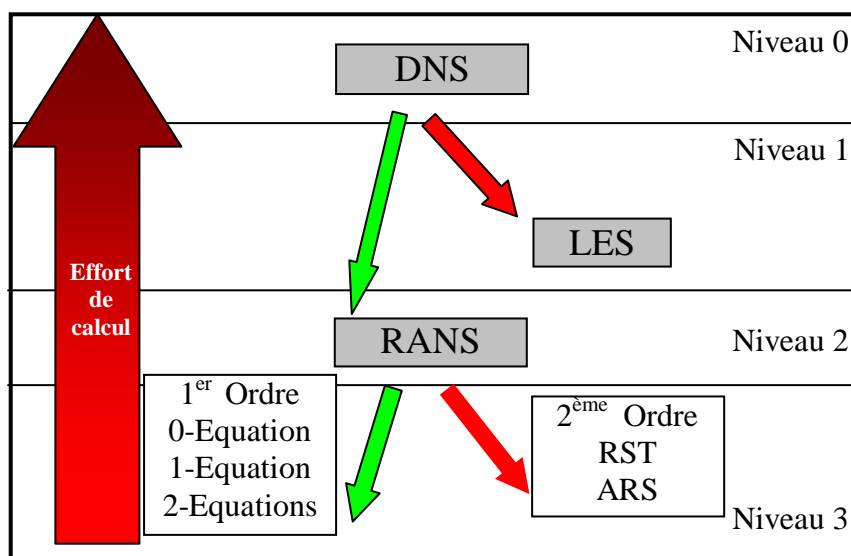 Niveau 0
DNS
Niveau 1
LES
Effort
de
calcul
RANS
Niveau 2
1er Ordre
0-Equation
1-Equation
2-Equations
2ème Ordre
RST
ARS
Niveau 3